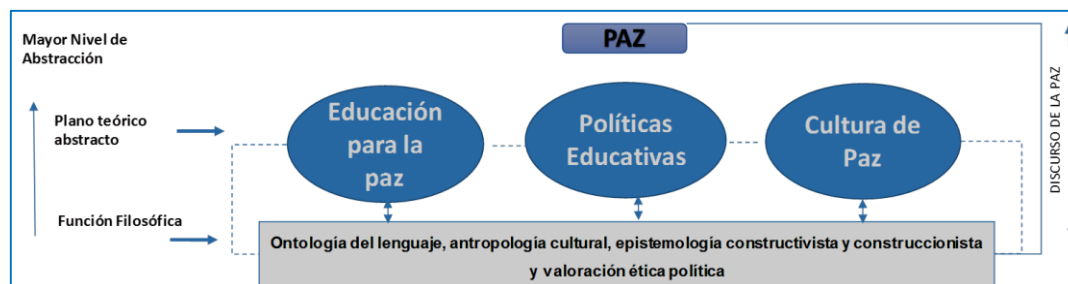 Mayor Nivel de
Abstracción
PAZ
Plano teórico
abstracto
Educación
para la
paz
Políticas
Educativas
Cultura de
Paz
DISCURSO DE LA PAZ
Función Filosófica
Ontología del lenguaje, antropología cultural, epistemología constructivista y construccionista
y valoración ética política